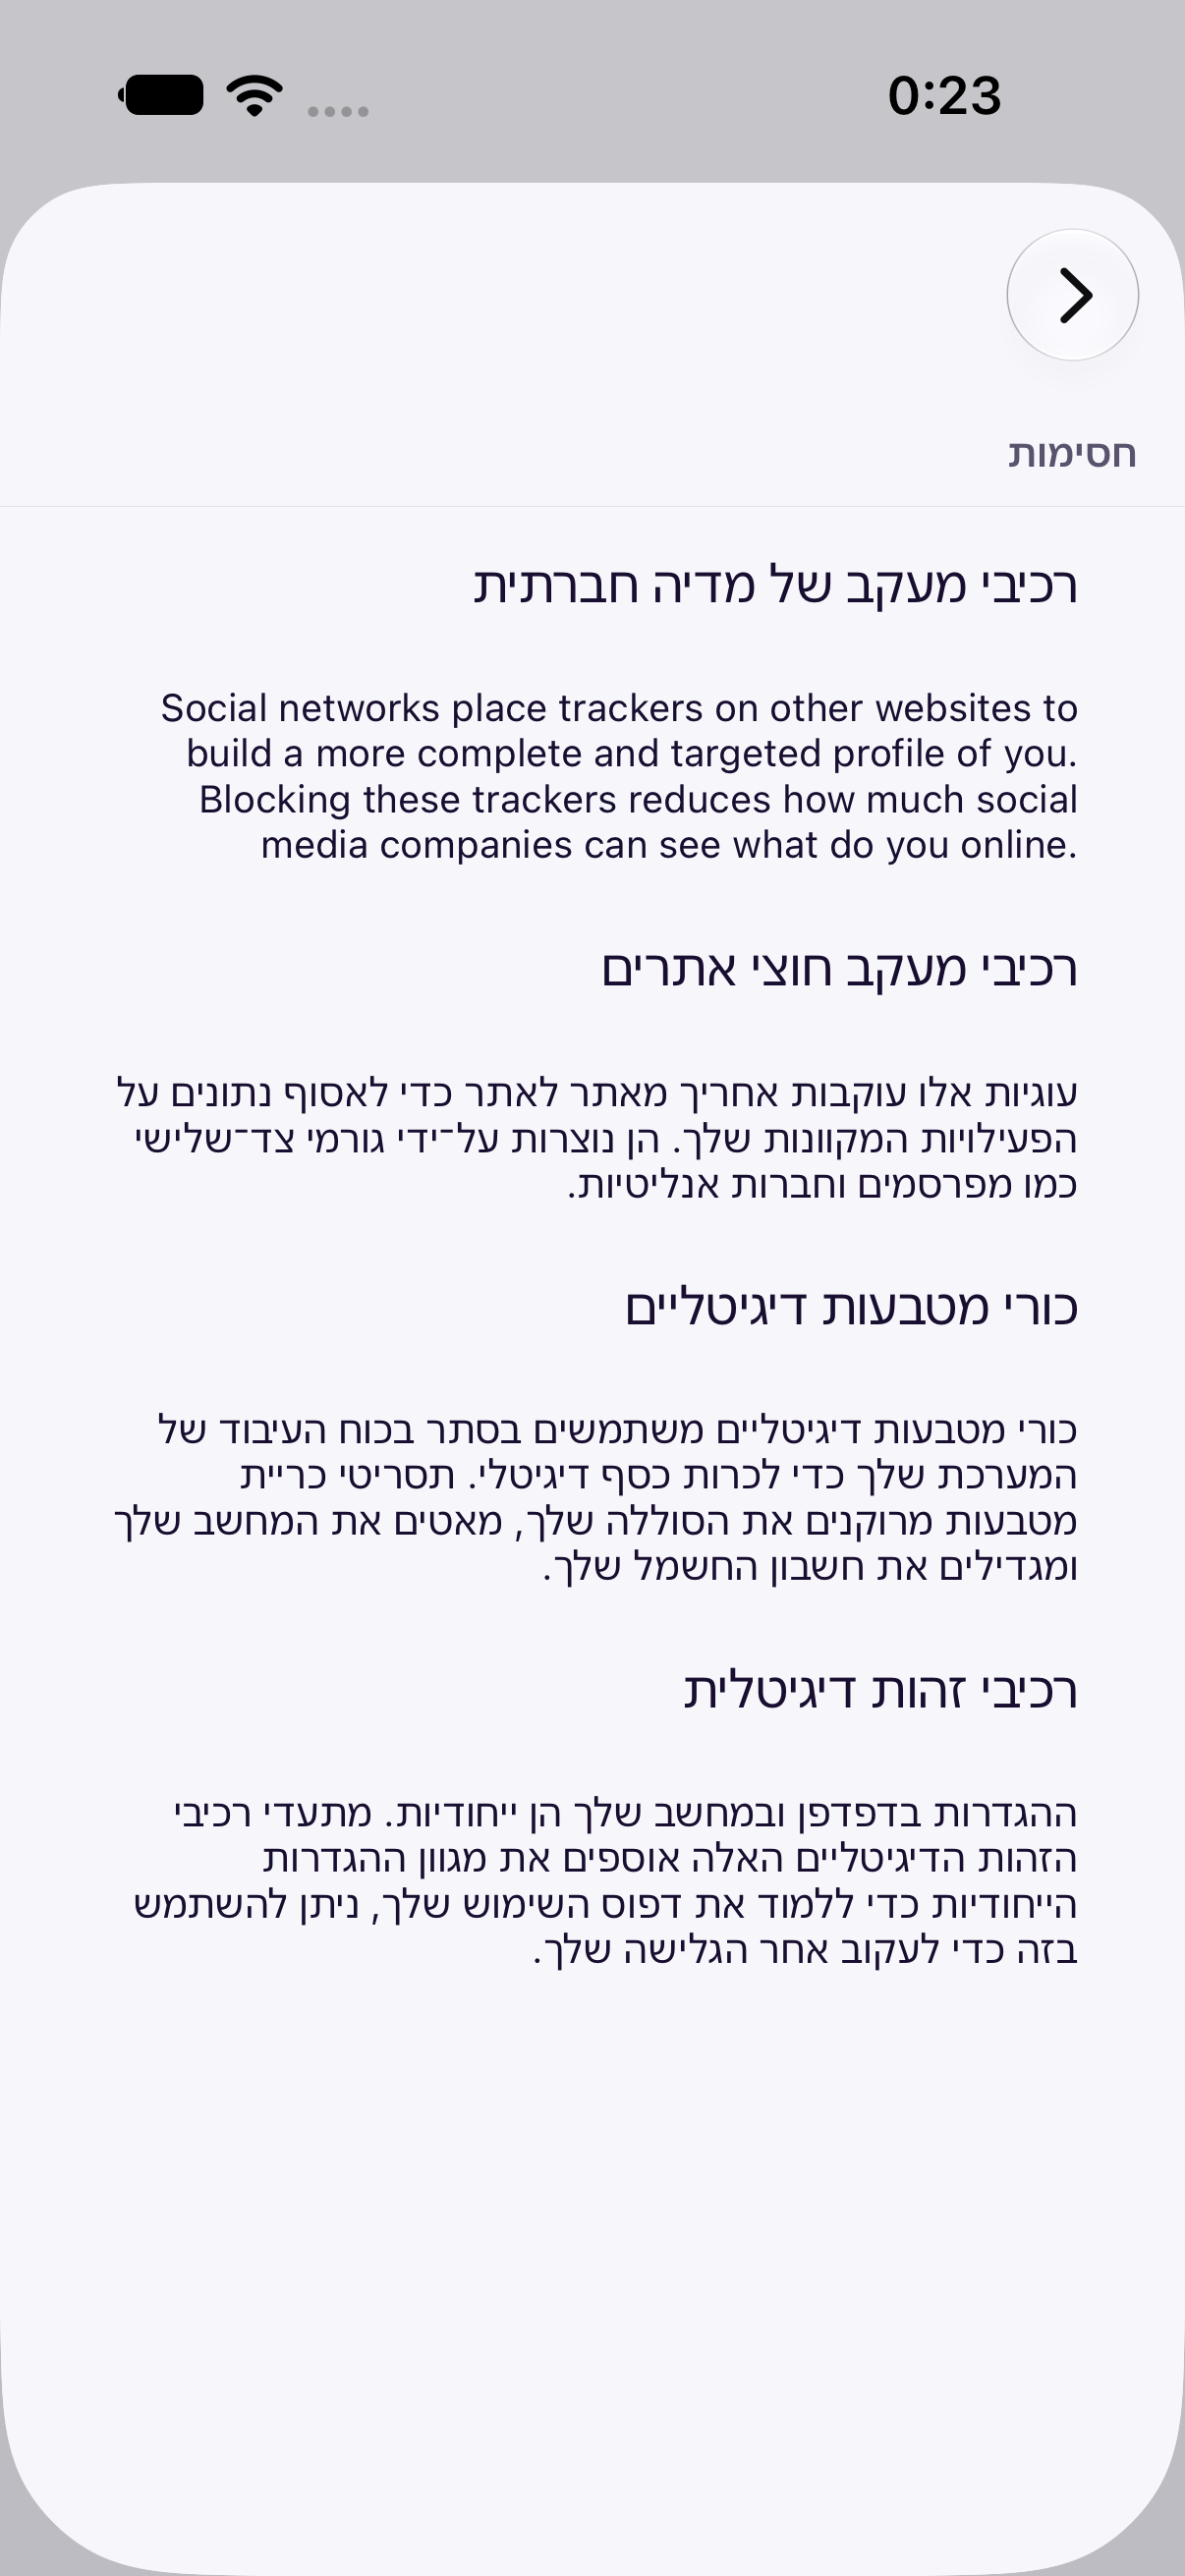 0:23
חסימות
רכיבי מעקב של מדיה חברתית
Social networks place trackers on other websites to
build a more complete and targeted profile of you.
Blocking these trackers reduces how much social
media companies can see what do you online.
רכיבי מעקב חוצי אתרים
עוגיות אלו עוקבות אחריך מאתר לאתר כדי לאסוף נתונים על
הפעילויות המקוונות שלך. הן נוצרות על־ידי גורמי צד־שלישי
כמו מפרסמים וחברות אנליטיות.
כורי מטבעות דיגיטליים
כורי מטבעות דיגיטליים משתמשים בסתר בכוח העיבוד של
המערכת שלך כדי לכרות כסף דיגיטלי. תסריטי כריית
מטבעות מרוקנים את הסוללה שלך, מאטים את המחשב שלך
ומגדילים את חשבון החשמל שלך.
רכיבי זהות דיגיטלית
ההגדרות בדפדפן ובמחשב שלך הן ייחודיות. מתעדי רכיבי
הזהות הדיגיטליים האלה אוספים את מגוון ההגדרות
הייחודיות כדי ללמוד את דפוס השימוש שלך, ניתן להשתמש
בזה כדי לעקוב אחר הגלישה שלך.